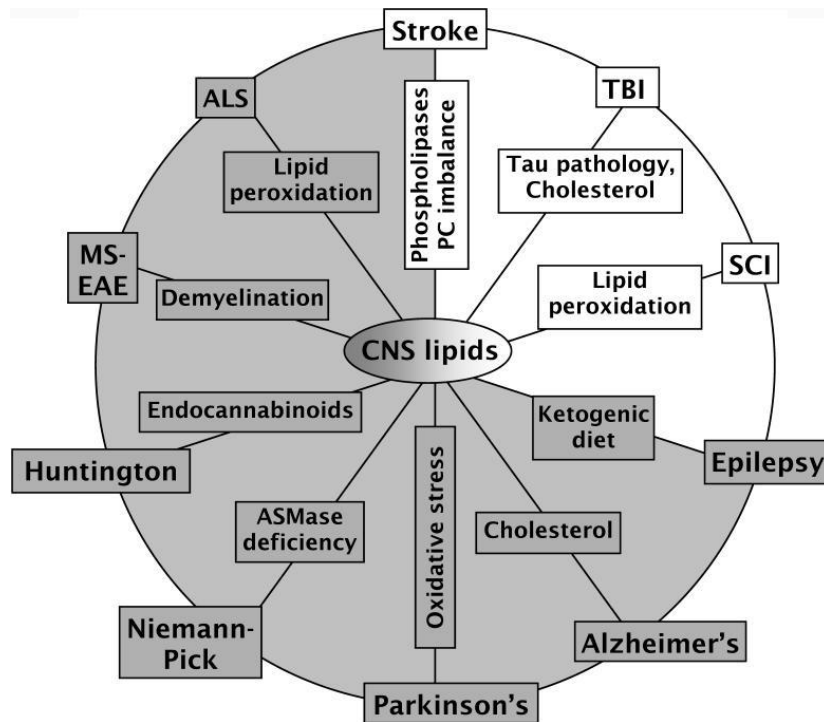 Stroke
TBI
ALS
Phospholipases
PC imbalance
Lipid
peroxidation
Tau pathology,
Cholesterol
MS-
EAE
SCI
Demyelination
Lipid
peroxidation
CNS lipids
Endocannabinoids
Ketogenic
diet
Huntington
Epilepsy
ASMase
deficiency
Oxidative stress
Cholesterol
Niemann-
Pick
Alzheimer's
Parkinson's